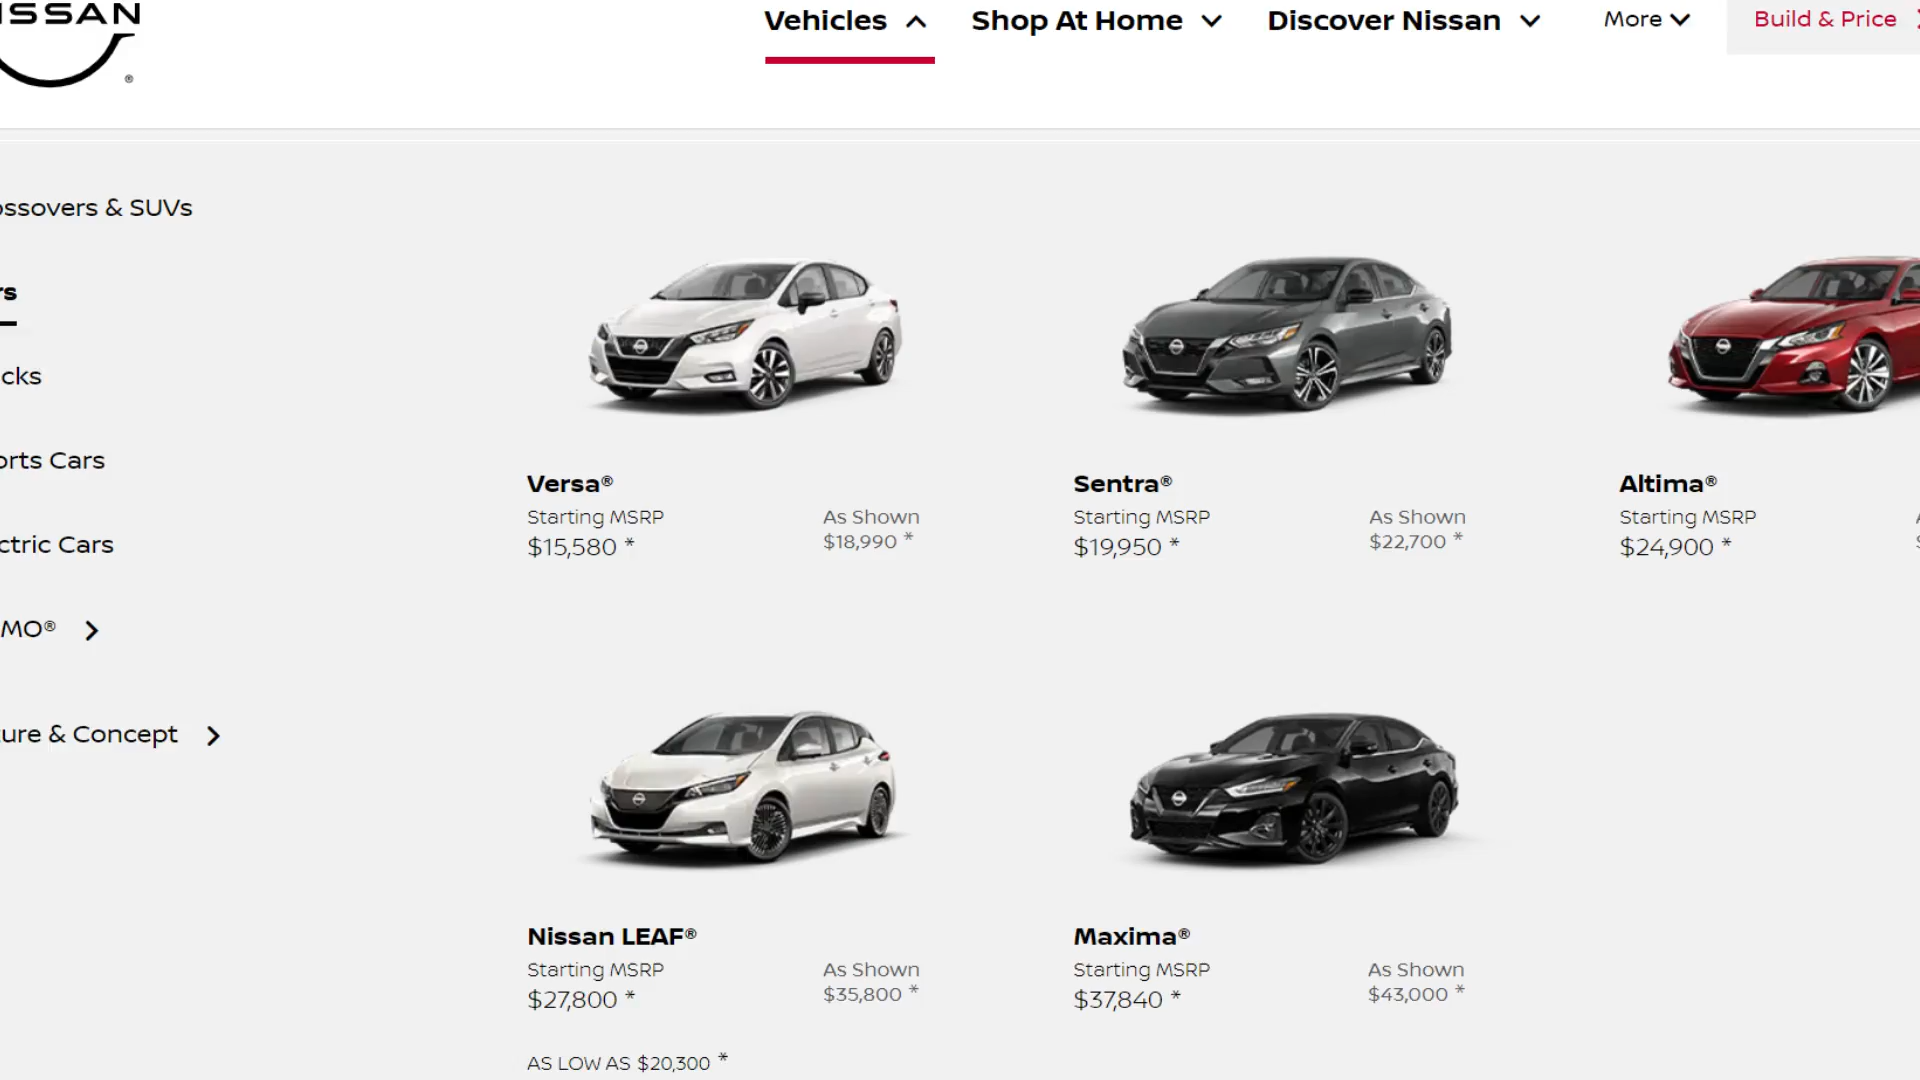 ISSAN
®
Vehicles
Shop At Home
Discover Nissan
More
Build & Price
ossovers & SUVs
rs
cks
orts Cars
ctric Cars
MO®
ture & Concept
Versa®
Starting MSRP
As Shown
$15,580 *
$18,990 *
Sentra®
Starting MSRP
As Shown
$19,950 *
$22,700 *
Altima®
Starting MSRP
$24,900 *
Nissan LEAF®
Starting MSRP
As Shown
$27,800 *
$35,800 *
AS LOW AS $20,300 *
Maxima®
Starting MSRP
As Shown
$37,840 *
$43,000 *